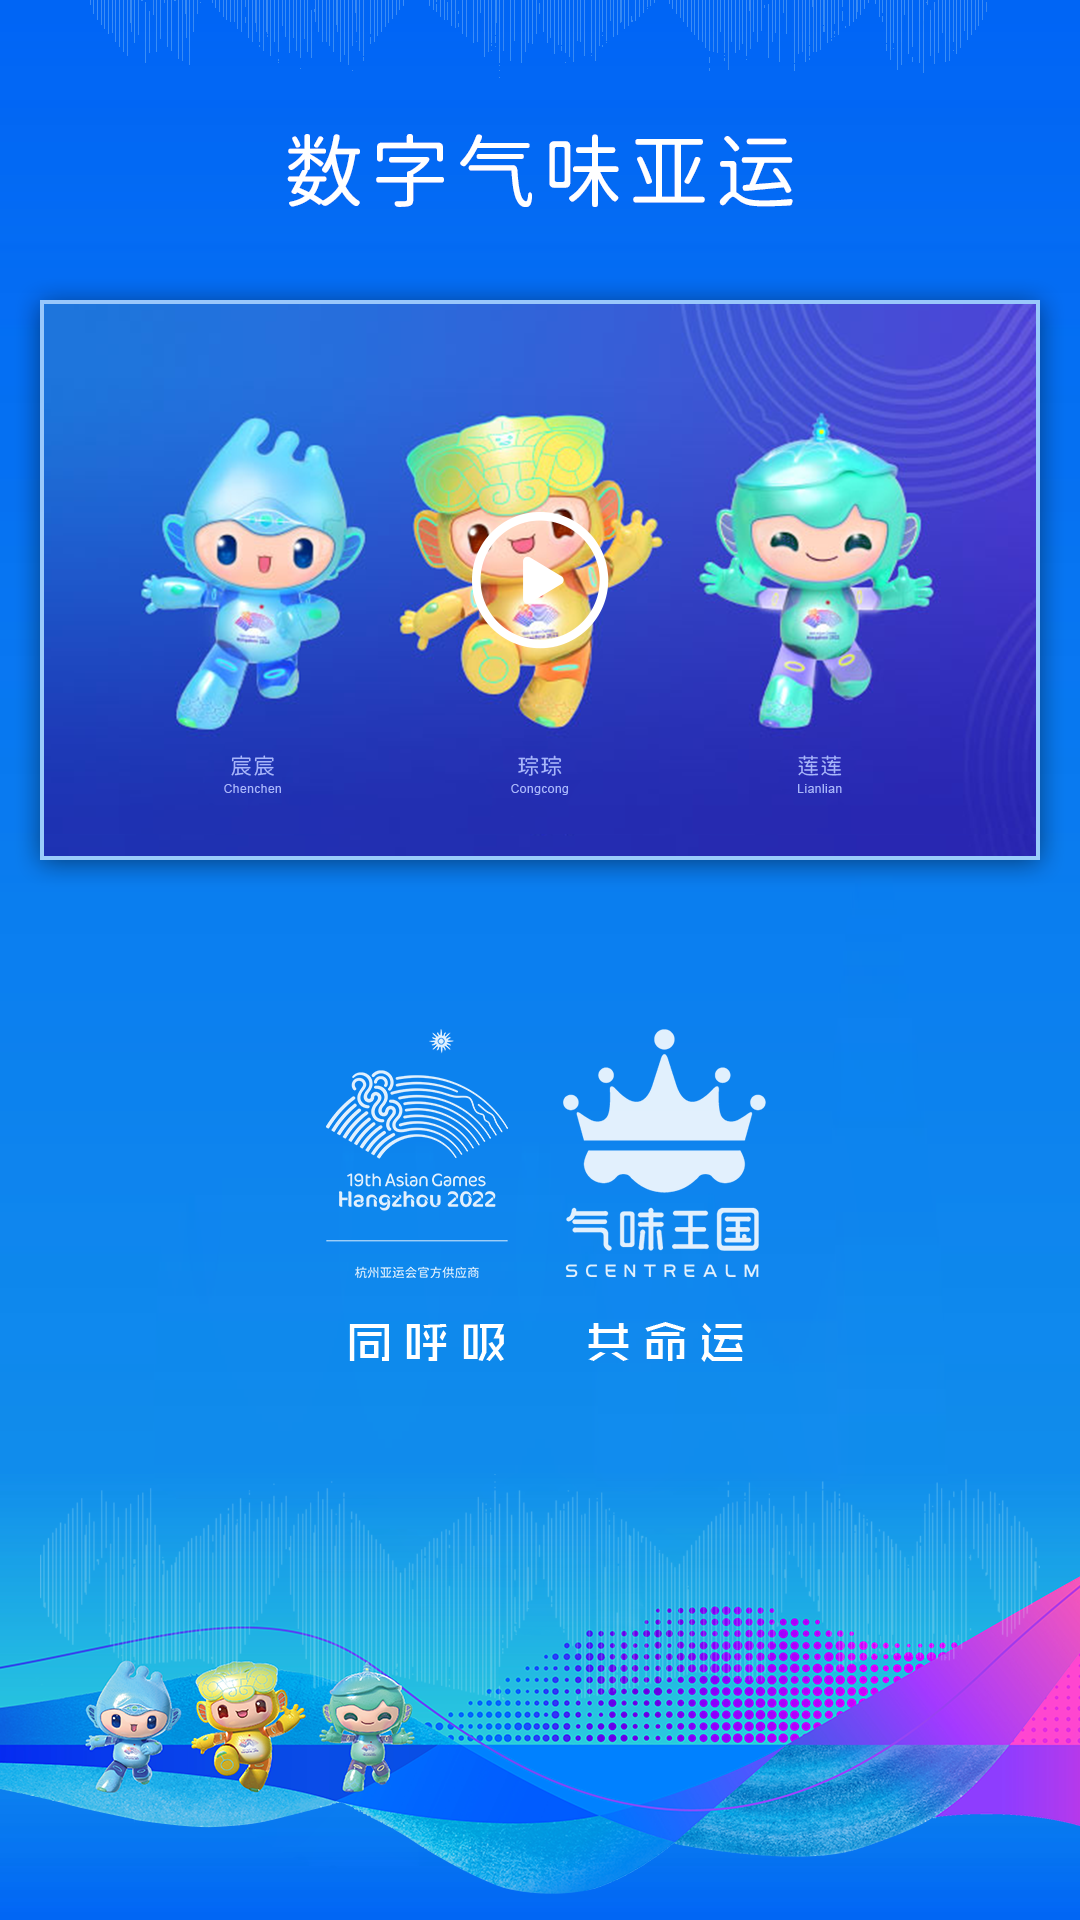 数字气味亚运
宸宸
Chenchen
琮琮
Congcong
莲莲
Lianlian
19th Asian Games
Hangzhou 2022
杭州亚运会官方供应商
气味王国
SCENTREALM
同呼吸 共命运